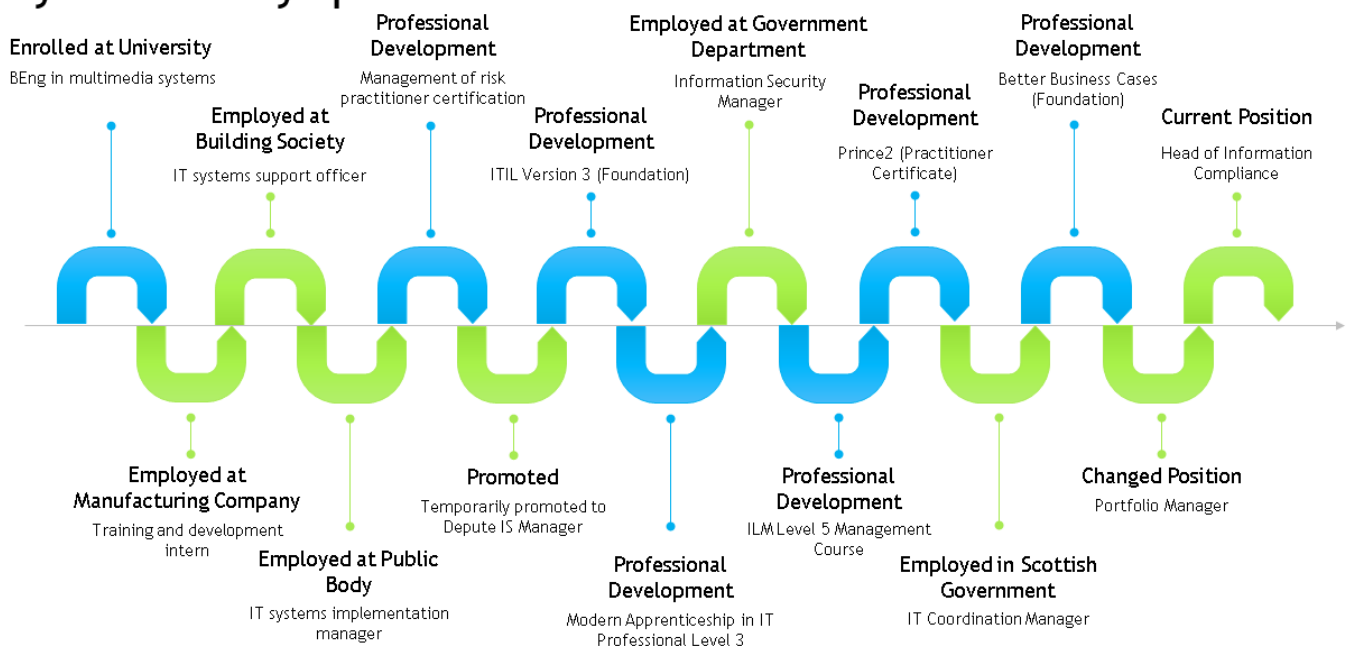 Enrolled at University
BEng in multimedia systems
Employed at
Manufacturing Company
Training and development
intern
Employed at
Building Society
IT systems support officer
Employed at Public
Body
IT systems implementation
manager
Professional
Development
Management of risk
practitioner certification
Promoted
Temporarily promoted to
Depute IS Manager
Professional
Development
ITIL Version 3 (Foundation)
Professional
Development
Modern Apprenticeship in IT
Professional Level 3
Employed at Government
Department
Information Security
Manager
Professional
Development
ILM Level 5 Management
Course
Professional
Development
Prince2 (Practitioner
Certificate)
Employed in Scottish
Government
IT Coordination Manager
Professional
Development
Better Business Cases
(Foundation)
Changed Position
Portfolio Manager
Current Position
Head of Information
Compliance